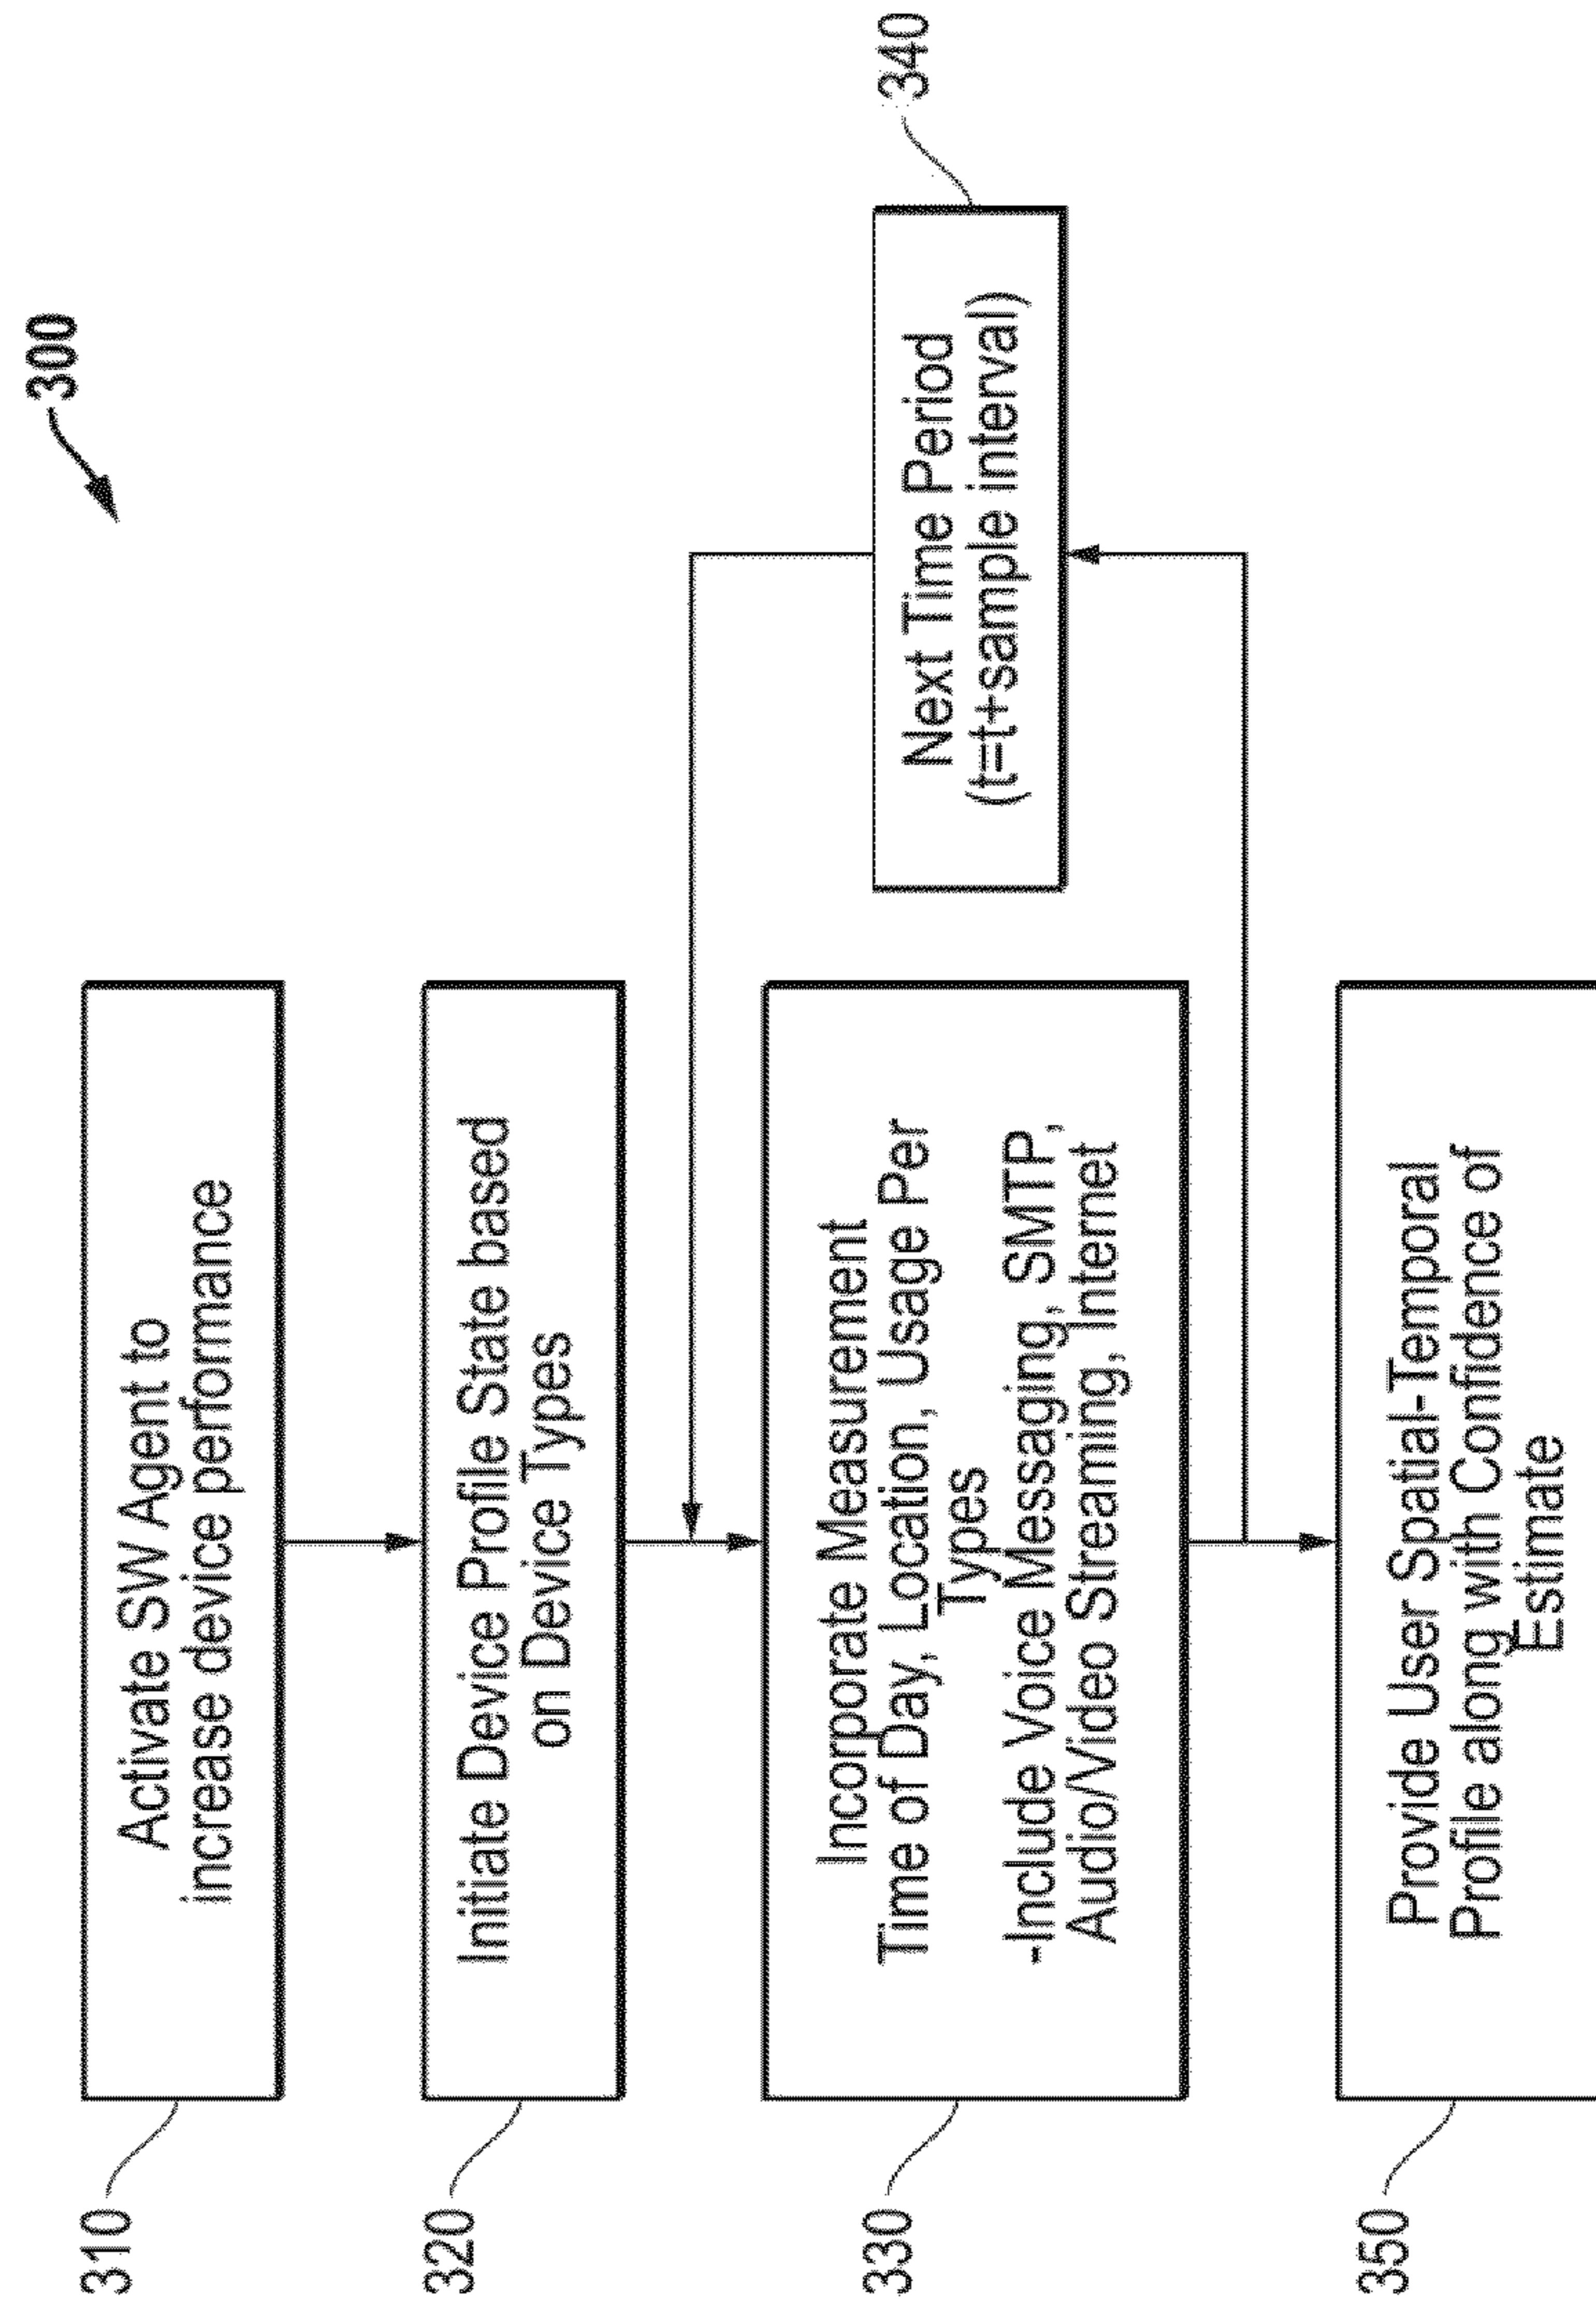 300
310
Activate SW Agent to
increase device performance
320
Initiate Device Profile State based
on Device Types
330
Incorporate Measurement
Time of Day, Location, Usage Per
Types
-Include Voice Messaging, SMTP,
Audio/Video Streaming, Internet
Next Time Period
(t=t+sample interval)
340
350
Provide User Spatial-Temporal
Profile along with Confidence of
Estimate